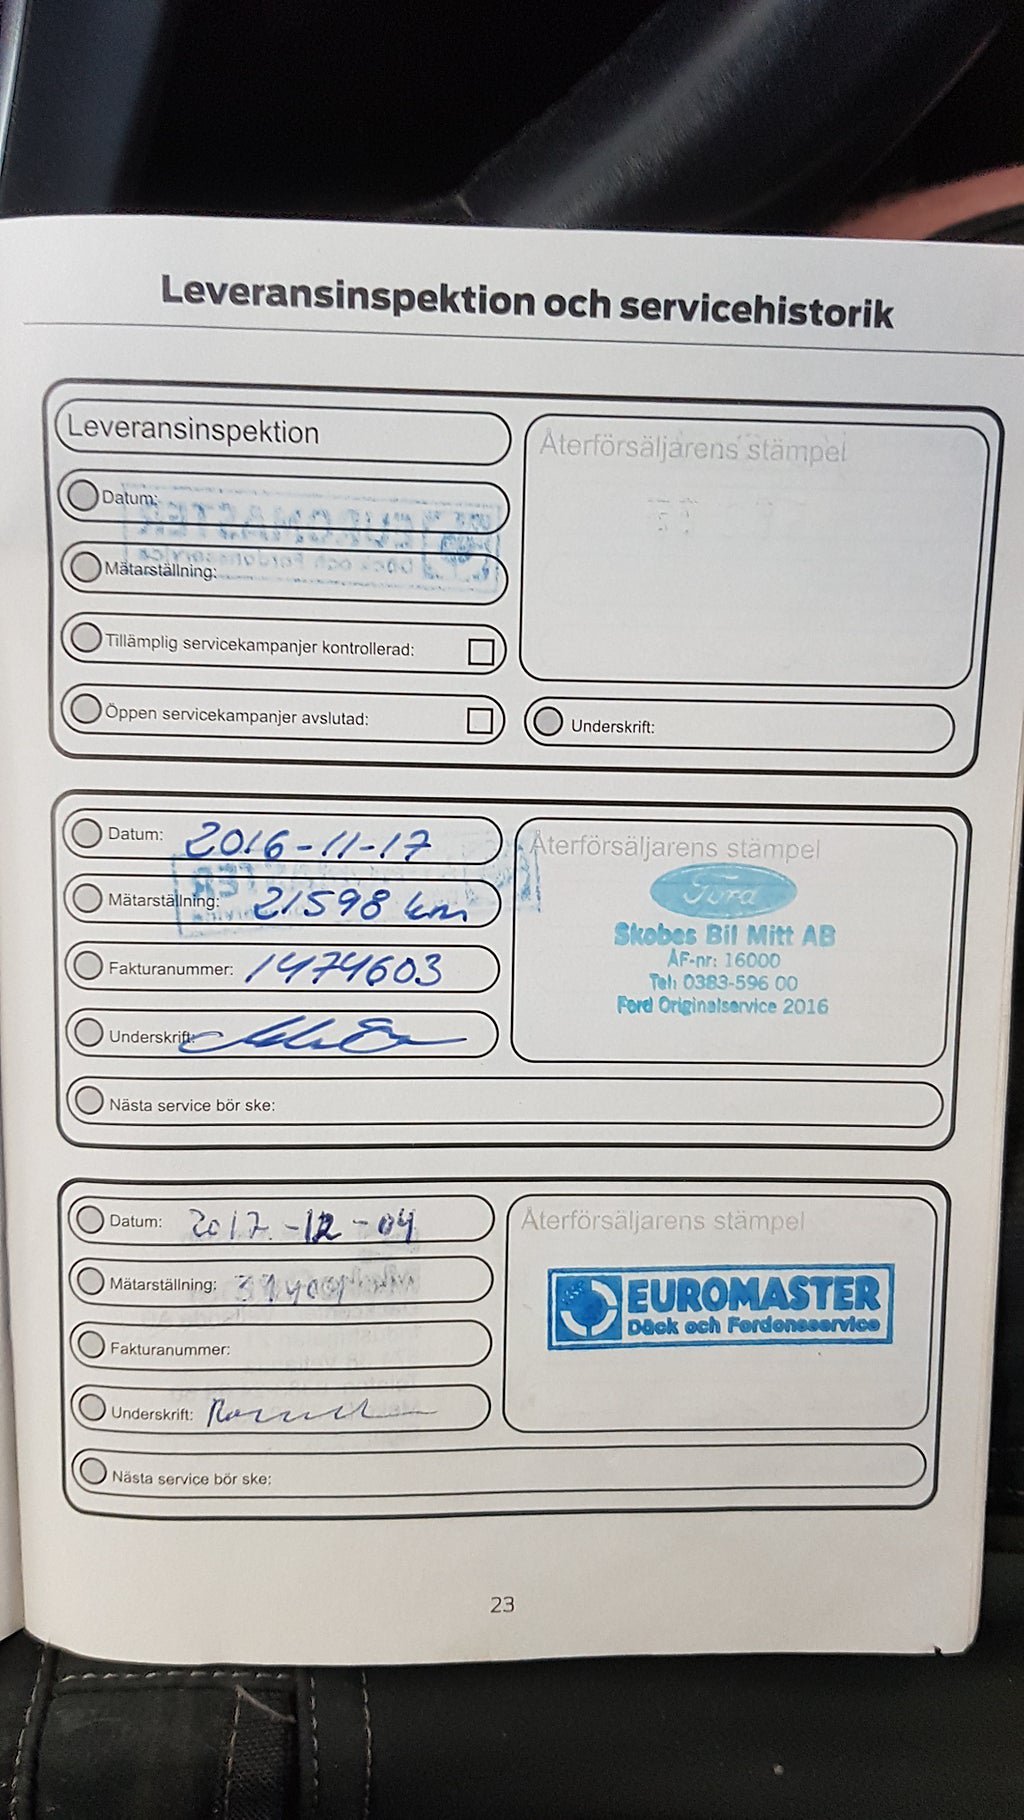 Leveransinspektion och servicehistorik
Leveransinspektion
Återförsäljarens stämpel
Datum:
Mätarställning:
Tillämplig servicekampanjer kontrollerad:
Öppen servicekampanjer avslutad:
Underskrift:
Datum: 2016-11-17
Mätarställning: 21598 km
Fakturanummer: 1474603
Underskrift:
Nästa service bör ske:
Återförsäljarens stämpel
Ford
Skobes Bil Mitt AB
ÅF-nr: 16000
Tel: 0383-596 00
Ford Originalservice 2016
Datum: 2017-12-04
Mätarställning:
Fakturanummer:
Underskrift:
Nästa service bör ske:
Återförsäljarens stämpel
EUROMASTER
Däck och Fordonsservice
23